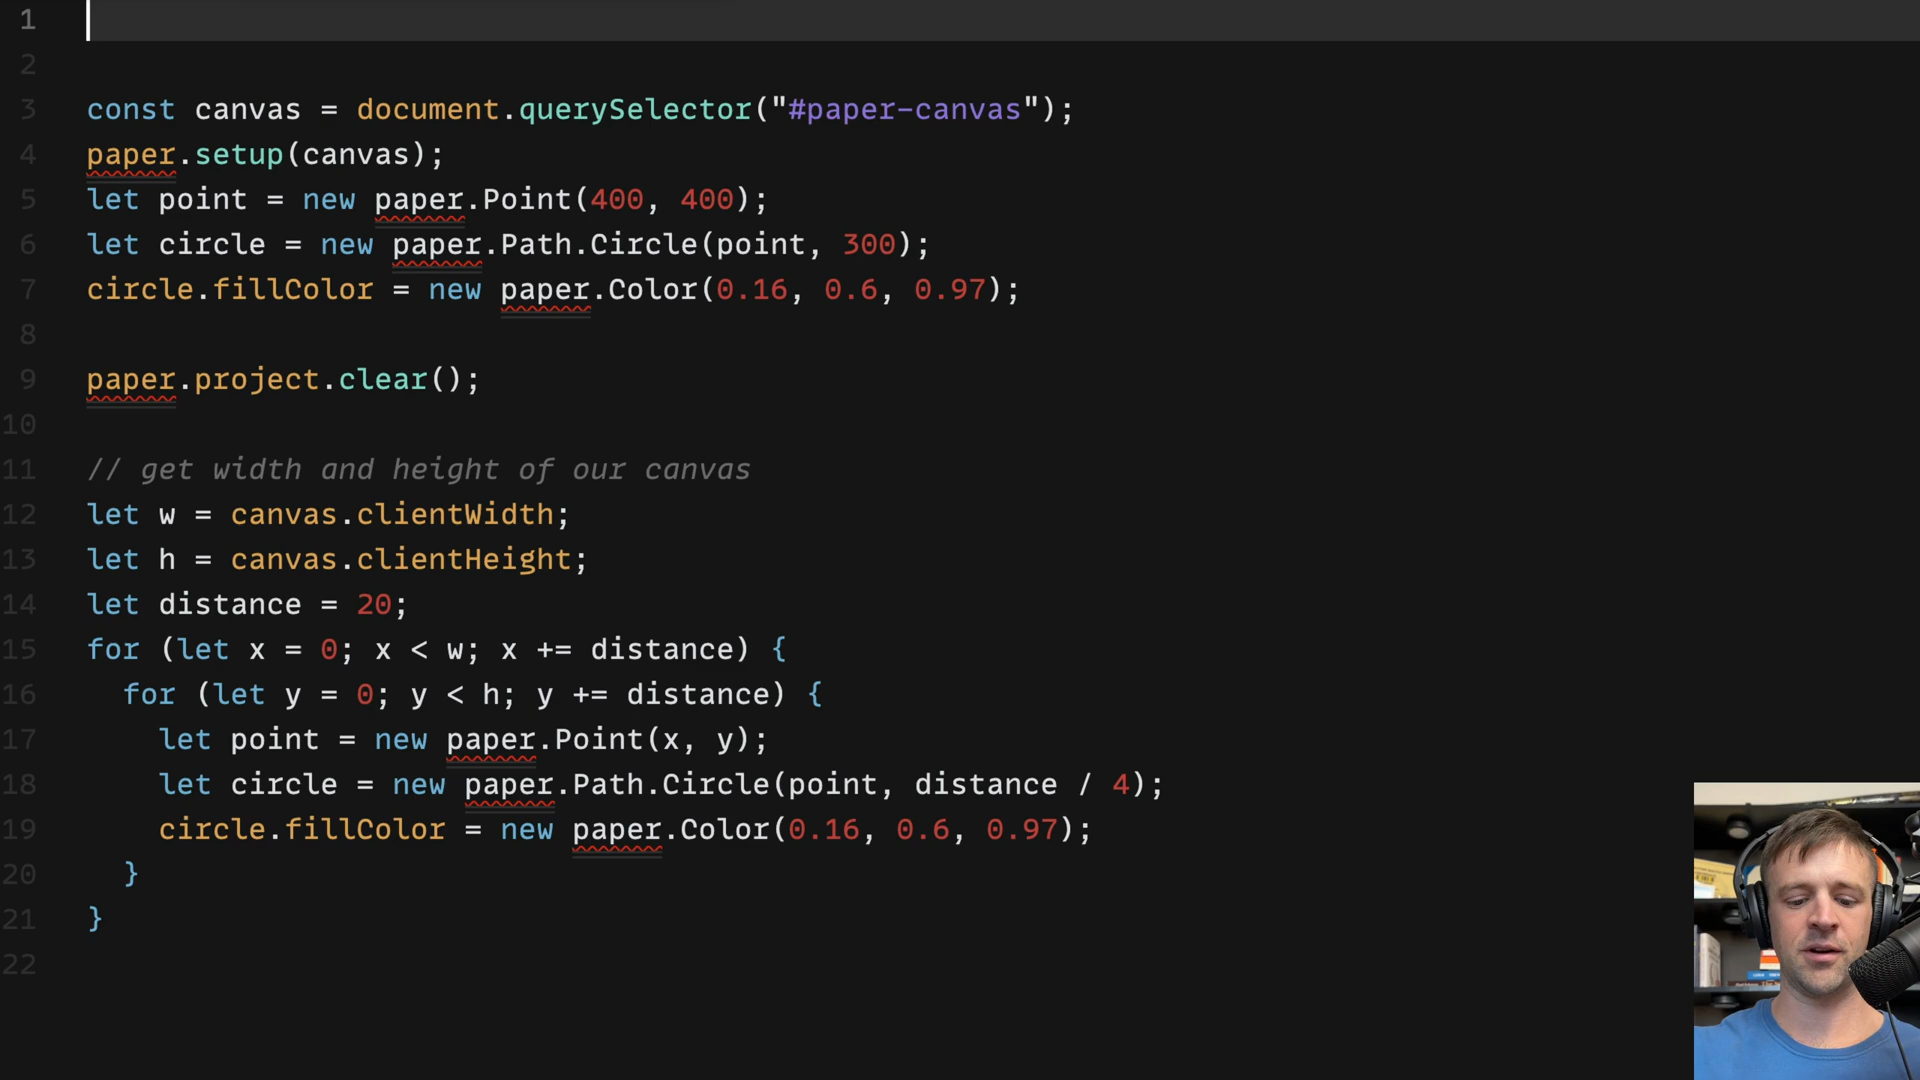 1
2
3 const canvas = document.querySelector("#paper-canvas");
4 paper.setup(canvas);
5 let point = new paper.Point(400, 400);
6 let circle = new paper.Path.Circle(point, 300);
7 circle.fillColor = new paper.Color(0.16, 0.6, 0.97);
8
9 paper.project.clear();
10
11 // get width and height of our canvas
12 let w = canvas.clientWidth;
13 let h = canvas.clientHeight;
14 let distance = 20;
15 for (let x = 0; x < w; x += distance) {
16 for (let y = 0; y < h; y += distance) {
17 let point = new paper.Point(x, y);
18 let circle = new paper.Path.Circle(point, distance / 4);
19 circle.fillColor = new paper.Color(0.16, 0.6, 0.97);
20 }
21 }
22